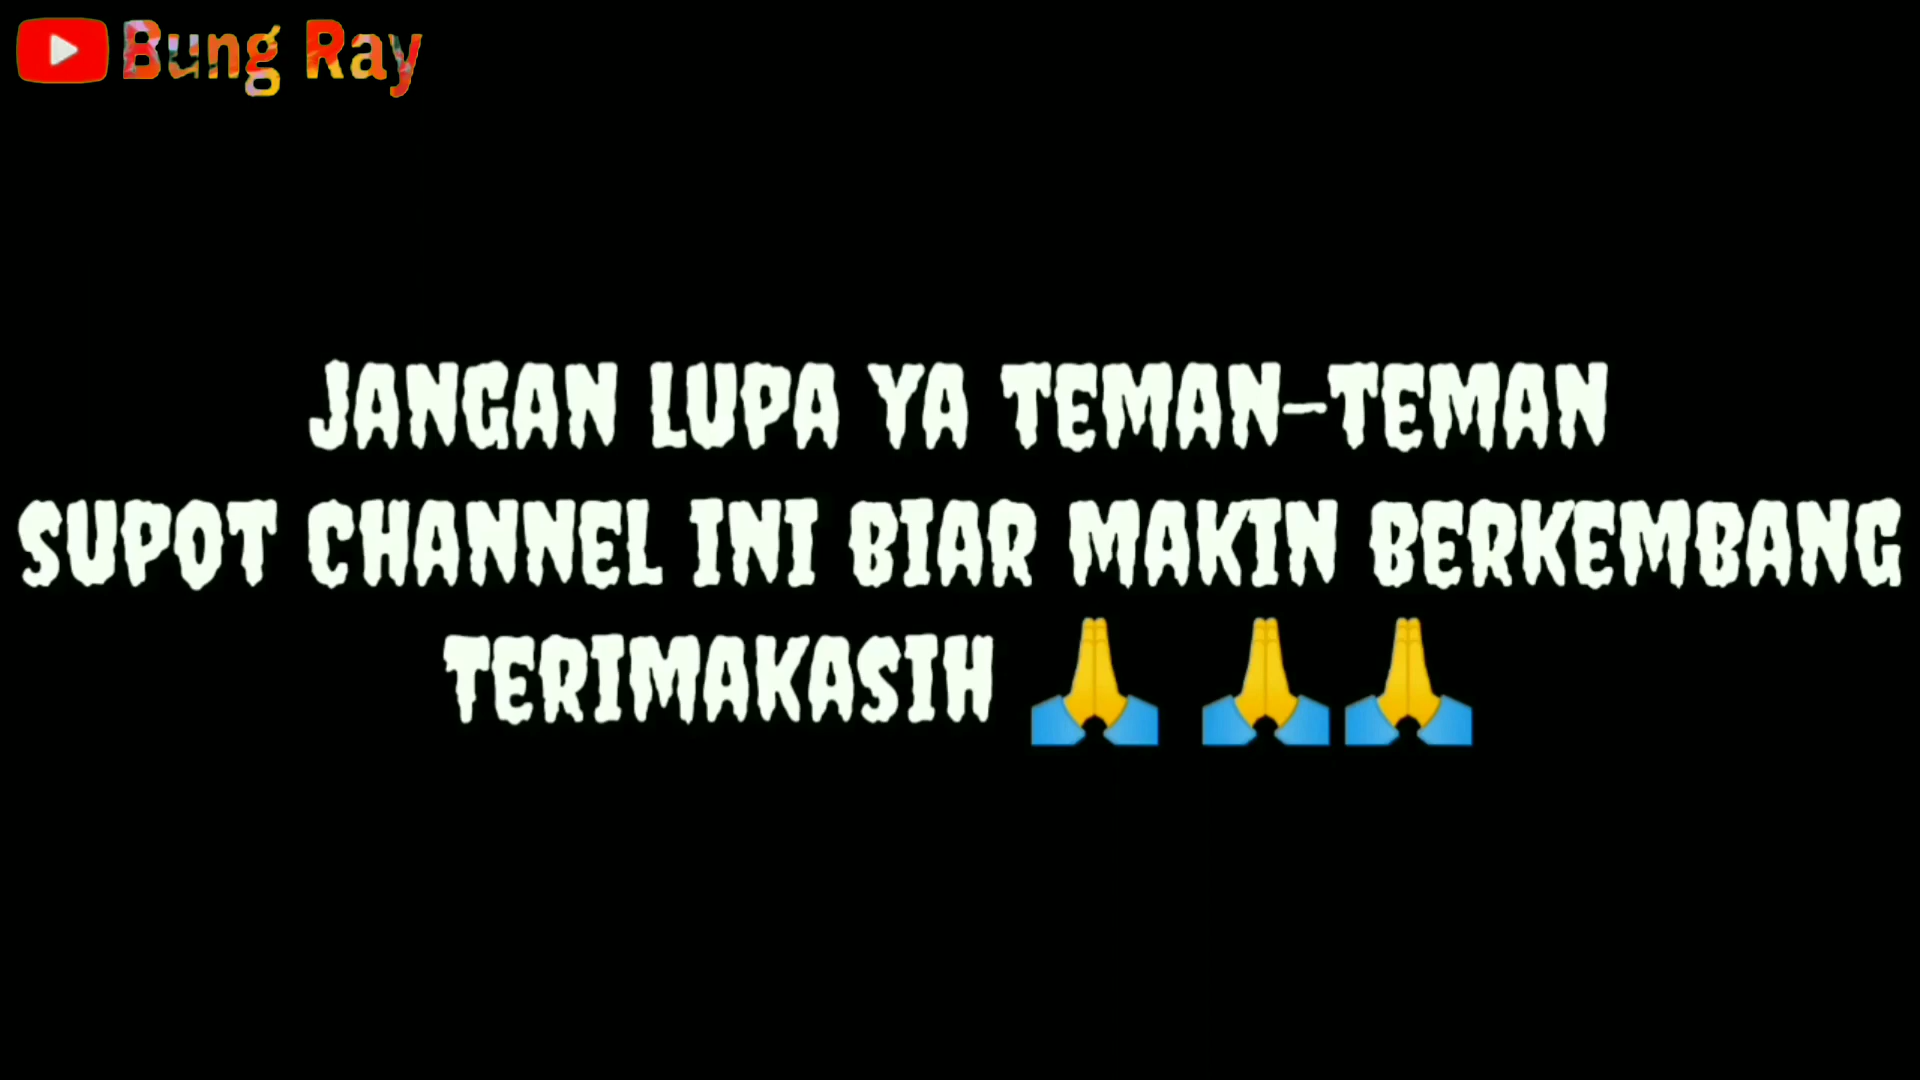 Bung Ray
JANGAN LUPA YA TEMAN-TEMAN
SUPOT CHANNEL INI BIAR MAKIN BERKEMBANG
TERIMAKASIH 🙏 🙏🙏